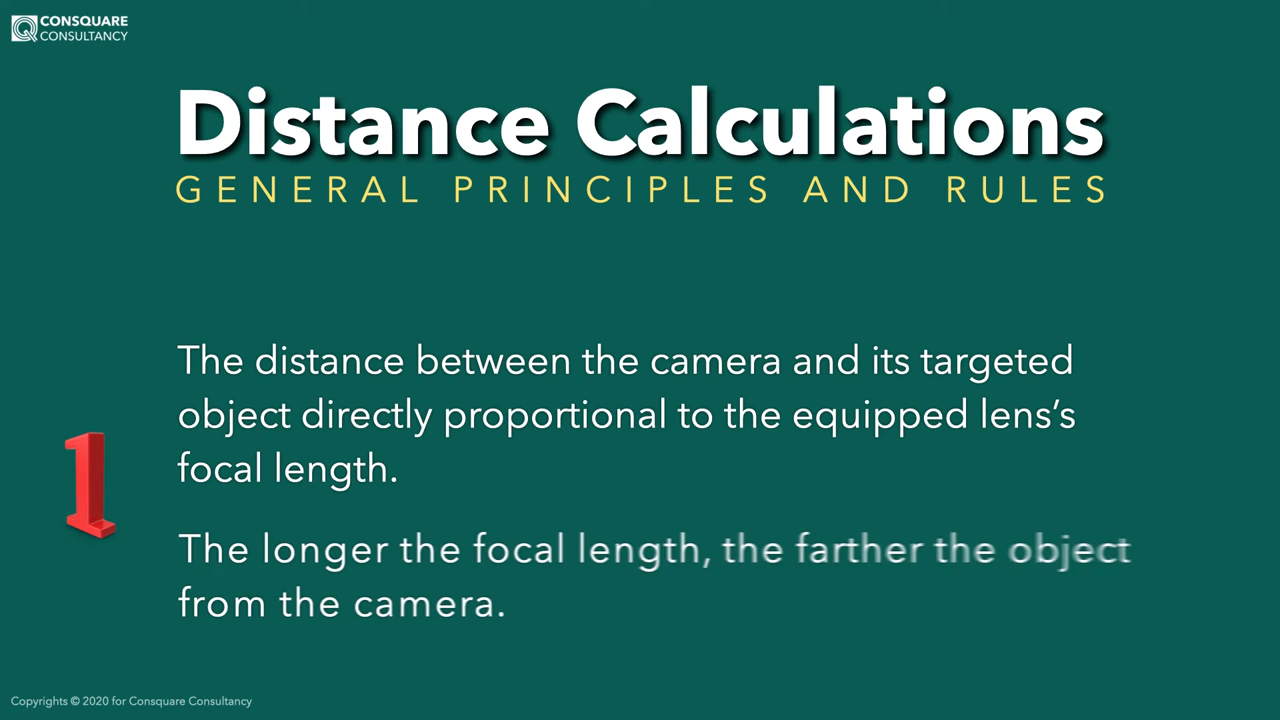 CONSQUARE
CONSULTANCY
Distance Calculations
GENERAL PRINCIPLES AND RULES
The distance between the camera and its targeted
object directly proportional to the equipped lens’s
focal length.
1
The longer the focal length, the farther the object
from the camera.
Copyrights © 2020 for Consquare Consultancy